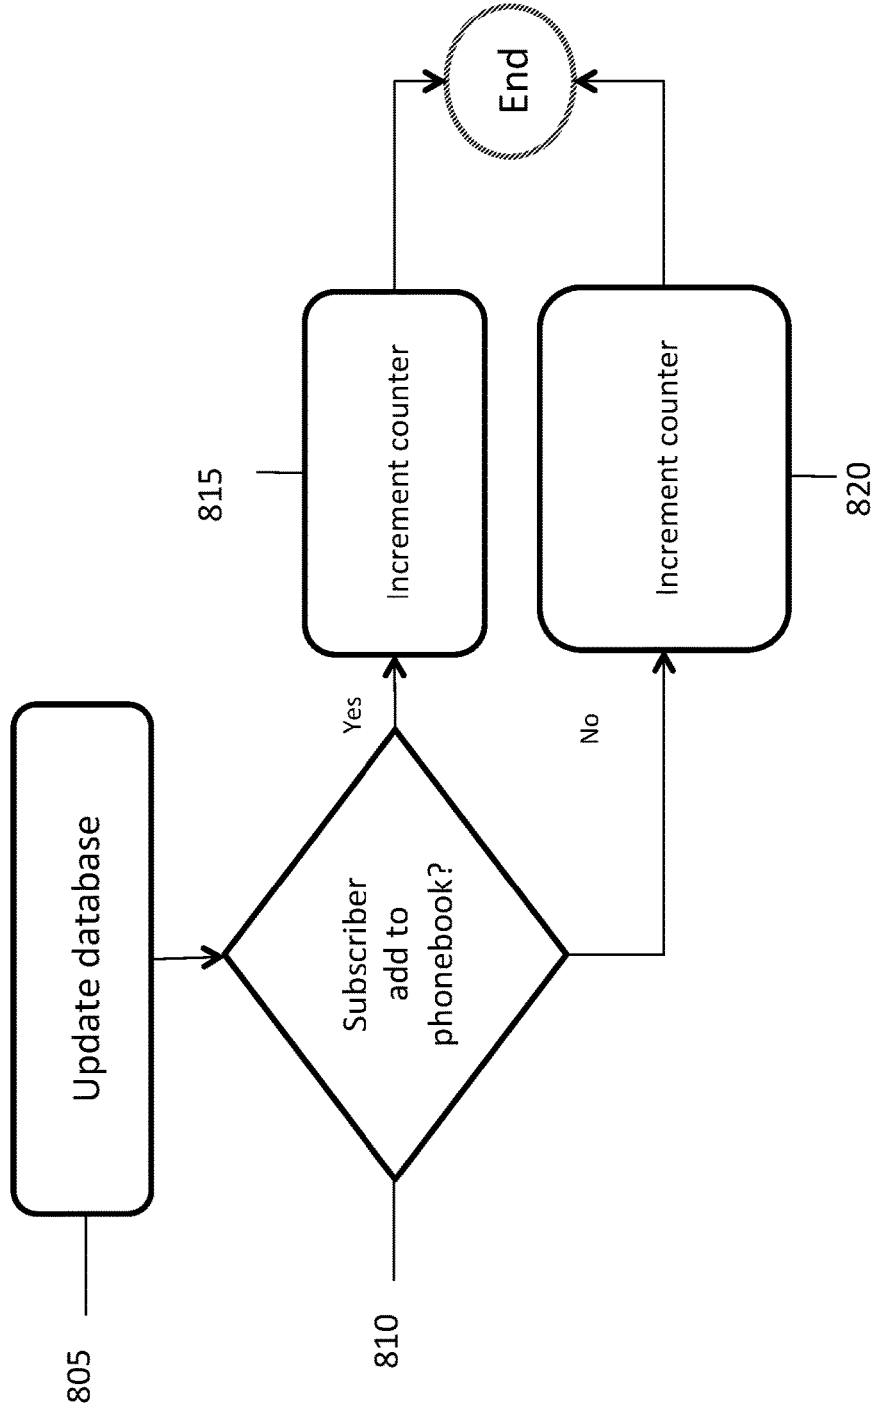 805
Update database
810
Subscriber
add to
phonebook?
Yes
815
Increment counter
No
Increment counter
820
End